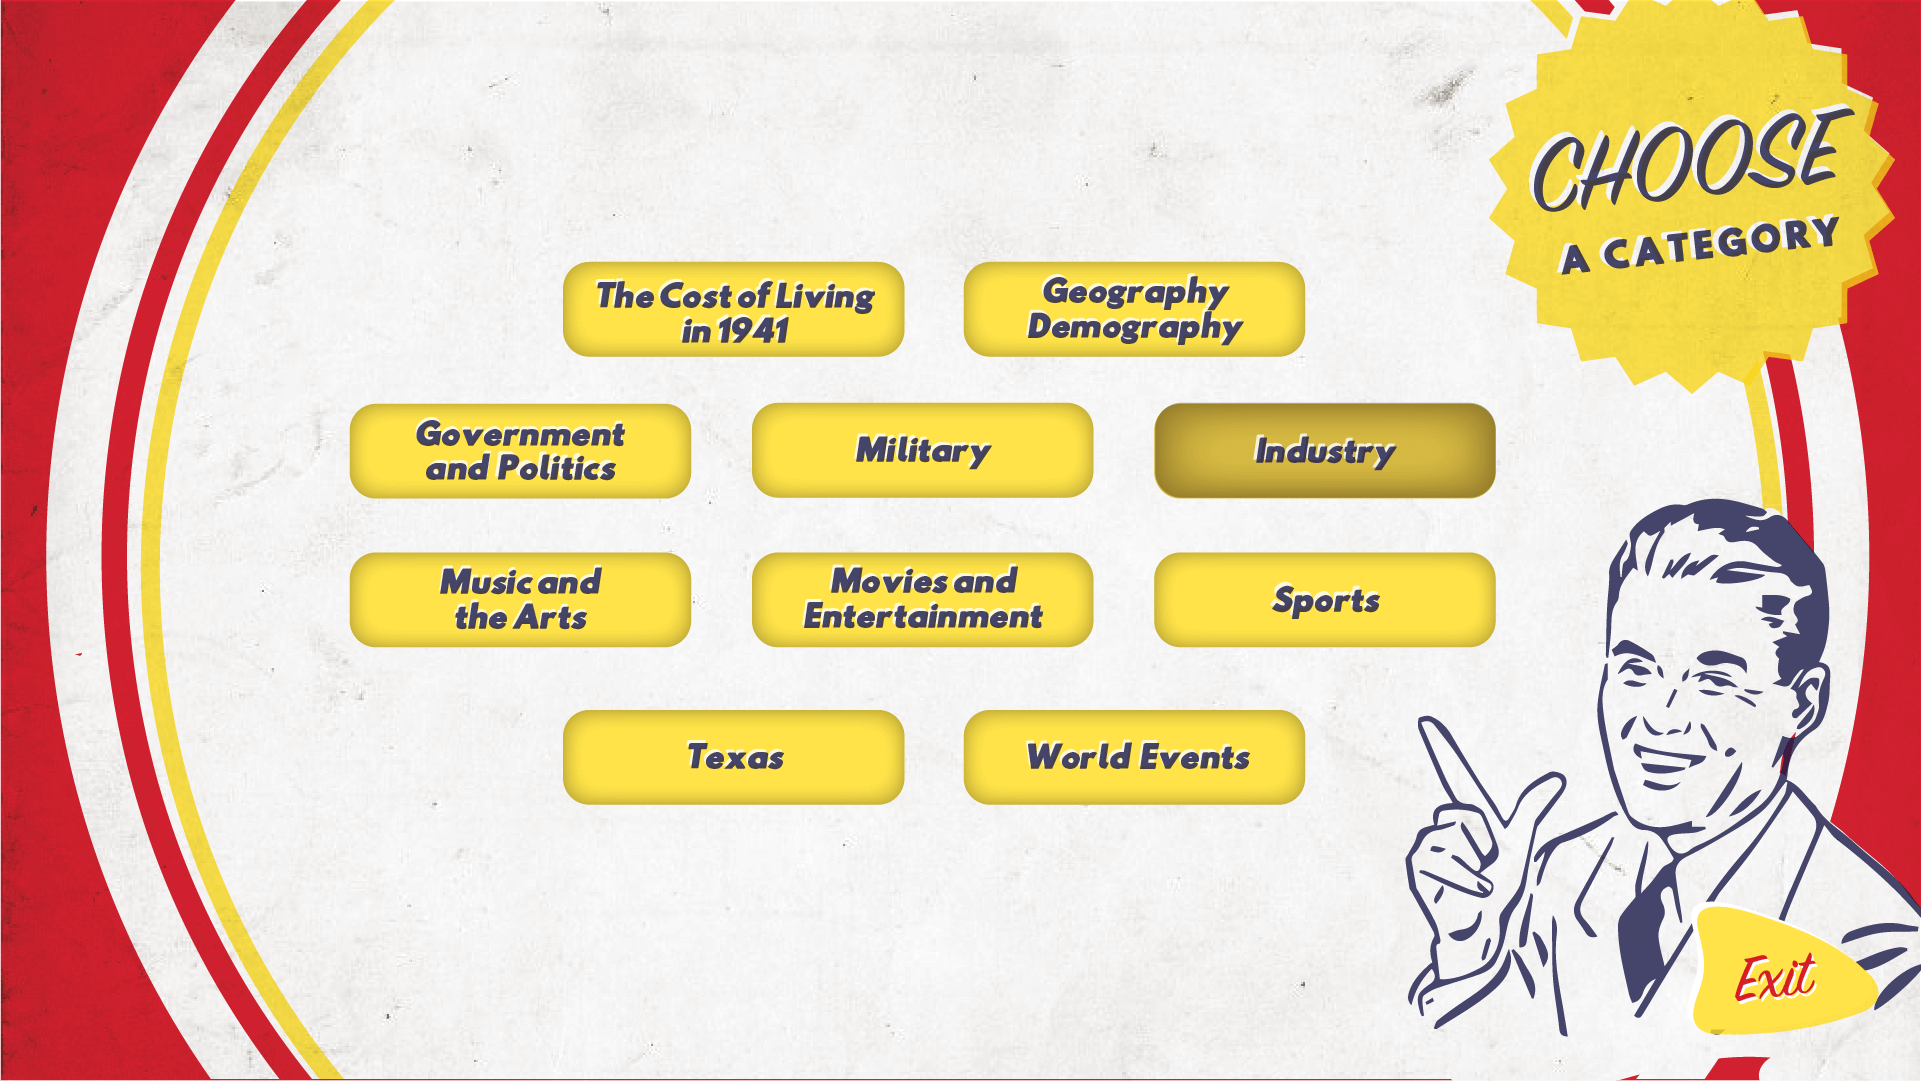 CHOOSE
A CATEGORY
The Cost of Living
in 1941
Geography
Demography
Government
and Politics
Military
Industry
Music and
the Arts
Movies and
Entertainment
Sports
Texas
World Events
Exit